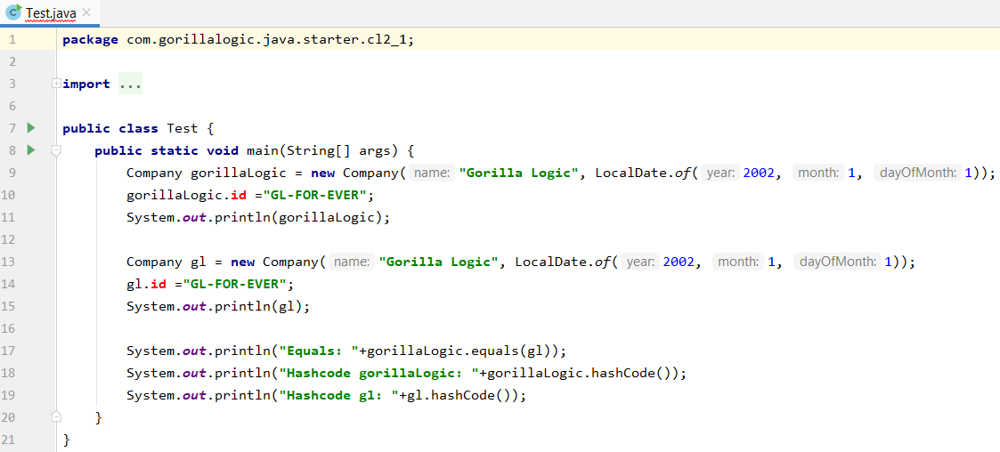 Test.java
1 package com.gorillalogic.java.starter.cl2_1;
2
3 import ...
6
7 public class Test {
8 public static void main(String[] args) {
9 Company gorillaLogic = new Company( name: "Gorilla Logic", LocalDate.of( year: 2002, month: 1, dayOfMonth: 1));
10 gorillaLogic.id ="GL-FOR-EVER";
11 System.out.println(gorillaLogic);
12
13 Company gl = new Company( name: "Gorilla Logic", LocalDate.of( year: 2002, month: 1, dayOfMonth: 1));
14 gl.id ="GL-FOR-EVER";
15 System.out.println(gl);
16
17 System.out.println("Equals: "+gorillaLogic.equals(gl));
18 System.out.println("Hashcode gorillaLogic: "+gorillaLogic.hashCode());
19 System.out.println("Hashcode gl: "+gl.hashCode());
20 }
21 }